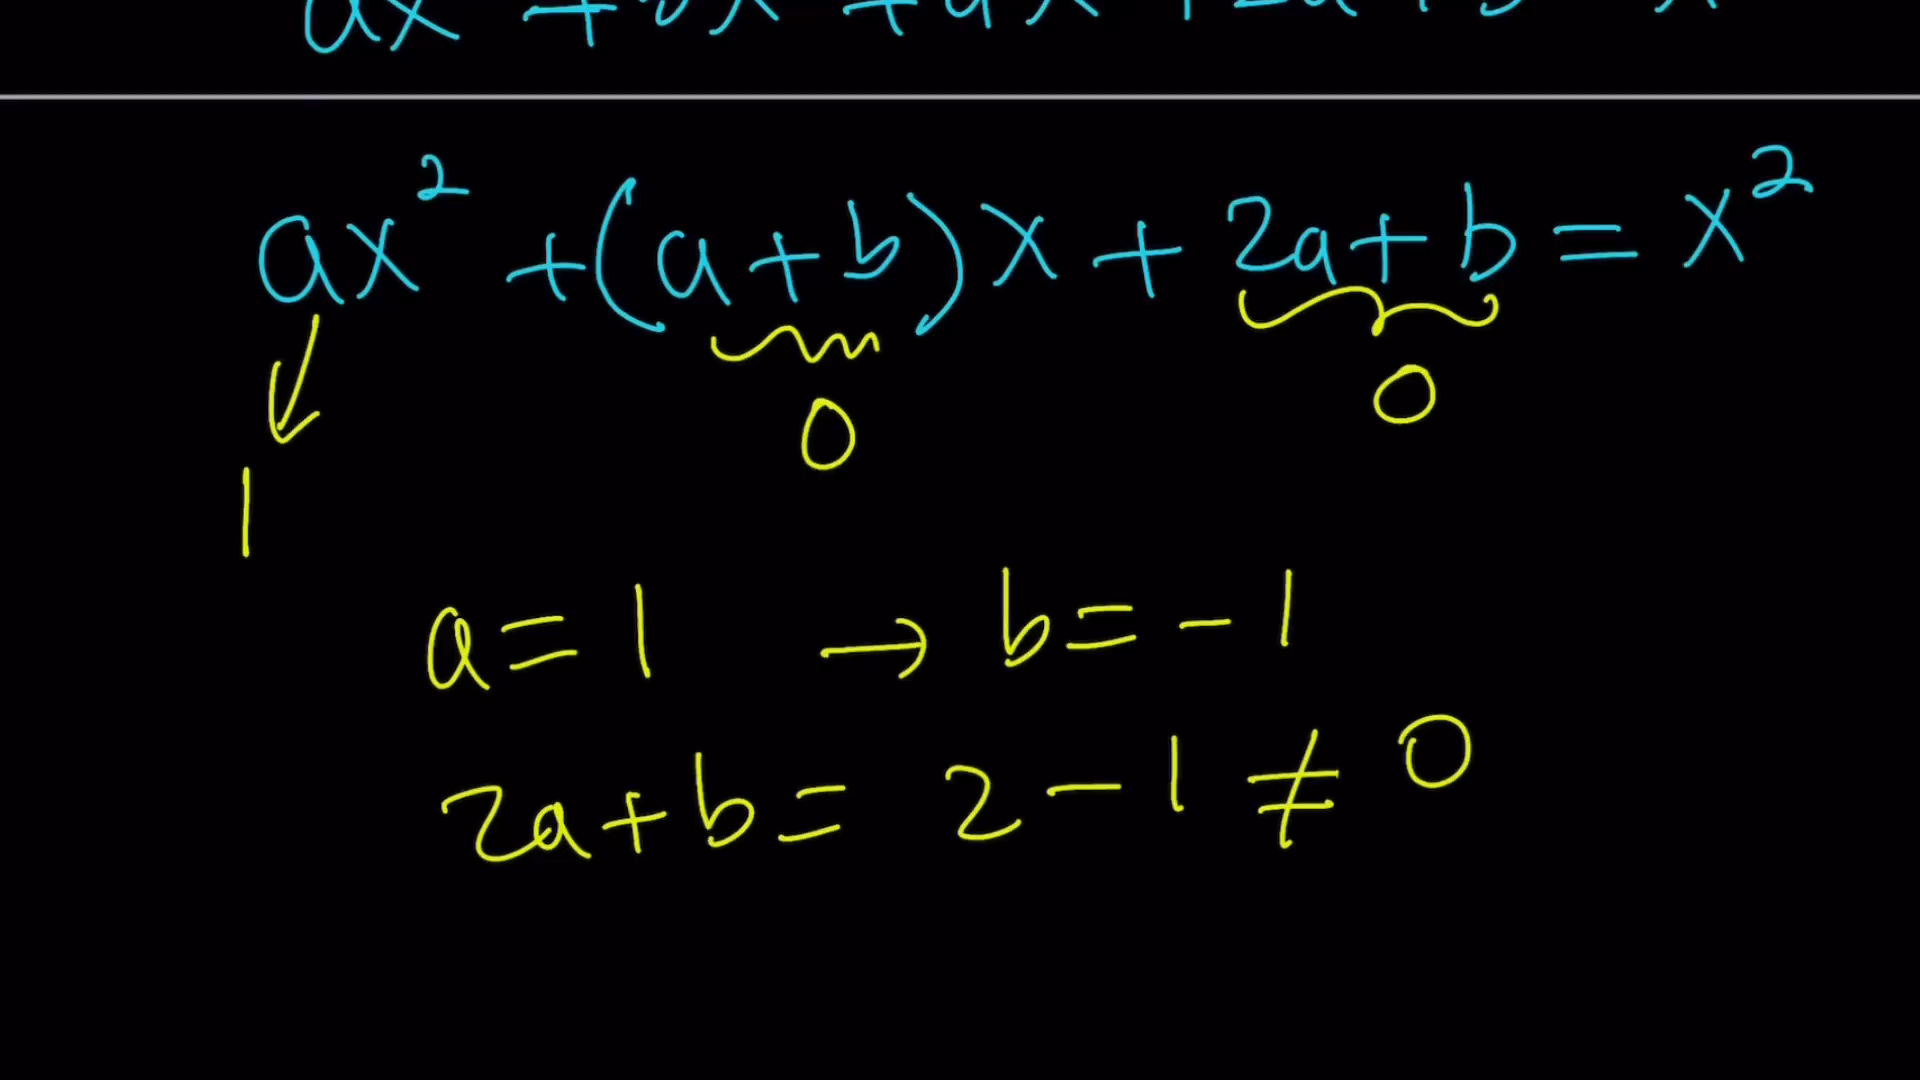 ax² + (a+b)x + 2a+b = x²
0
0
1
a = 1 → b = -1
2a+b = 2 - 1 ≠ 0